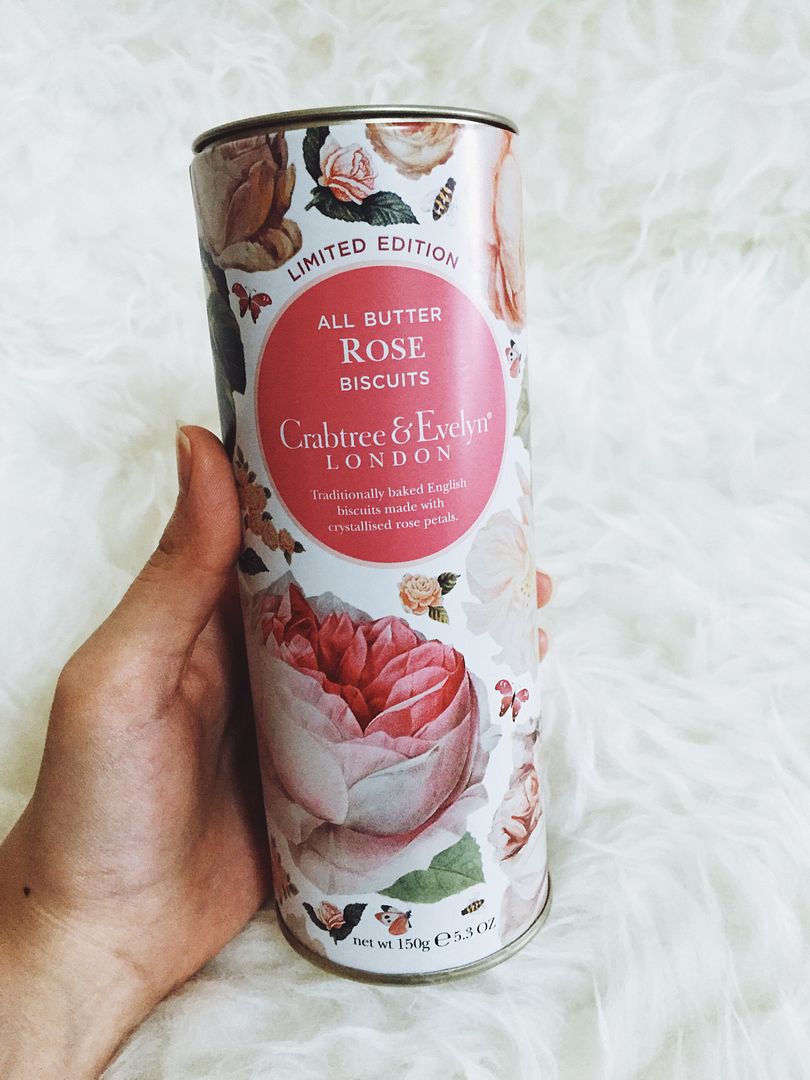 LIMITED EDITION
ALL BUTTER
ROSE
BISCUITS
Crabtree & Evelyn®
LONDON
Traditionally baked English
biscuits made with
crystallised rose petals.
net wt 150g ℮ 5.3 OZ